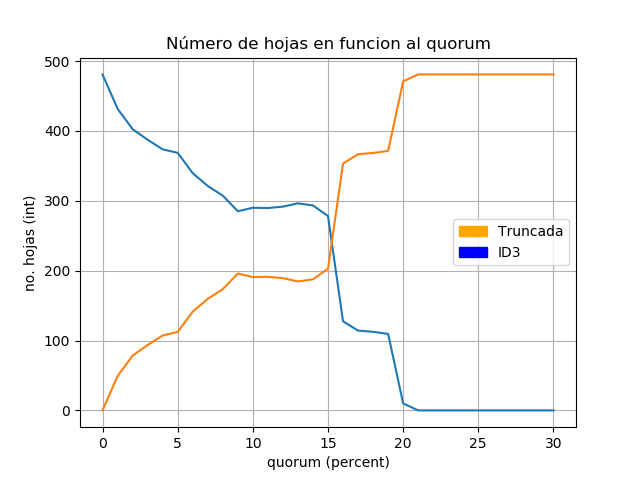 Número de hojas en funcion al quorum
500
400
300
200
100
0
no. hojas (int)
Truncada
ID3
0 5 10 15 20 25 30
quorum (percent)